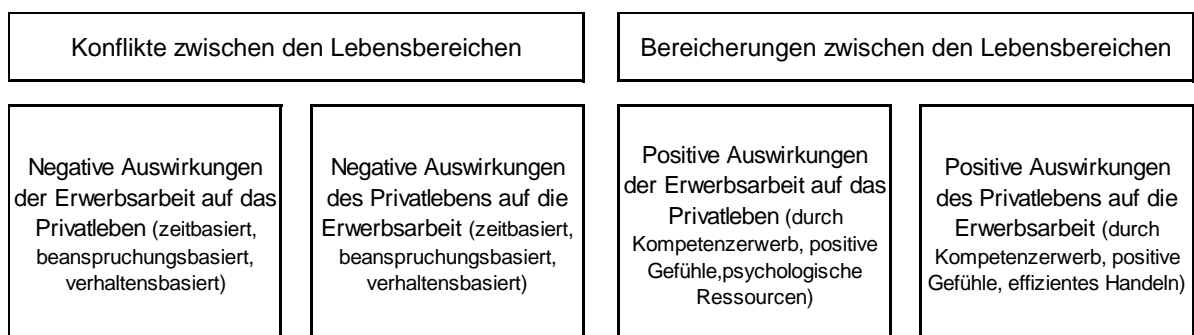 Konflikte zwischen den Lebensbereichen
Bereicherungen zwischen den Lebensbereichen
Negative Auswirkungen
der Erwerbsarbeit auf das
Privatleben (zeitbasiert,
beanspruchungsbasiert,
verhaltensbasiert)
Negative Auswirkungen
des Privatlebens auf die
Erwerbsarbeit (zeitbasiert,
beanspruchungsbasiert,
verhaltensbasiert)
Positive Auswirkungen
der Erwerbsarbeit auf das
Privatleben (durch
Kompetenzerwerb, positive
Gefühle,psychologische
Ressourcen)
Positive Auswirkungen
des Privatlebens auf die
Erwerbsarbeit (durch
Kompetenzerwerb, positive
Gefühle, effizientes Handeln)